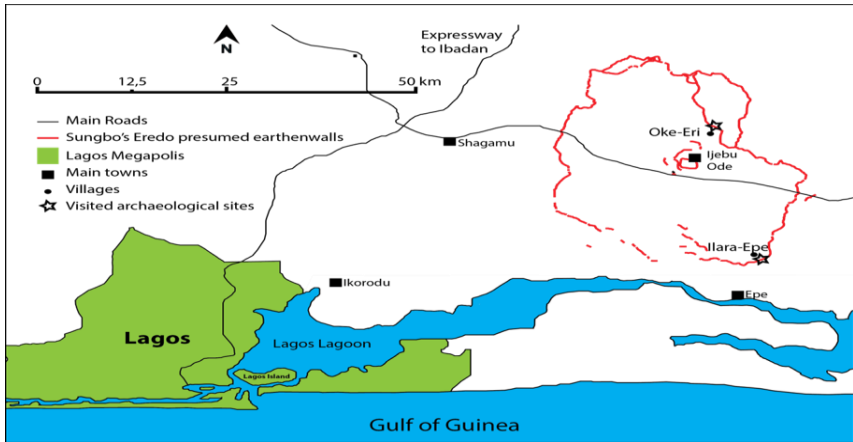 Expressway
to Ibadan
N
0
12,5
25
50 km
Main Roads
Sungbo's Eredo presumed earthenwalls
Lagos Megapolis
Main towns
Villages
Visited archaeological sites
Shagamu
Oke-Eri
Ijebu
Ode
Ilara-Epe
Ikorodu
Epe
Lagos
Lagos Lagoon
Lagos Island
Gulf of Guinea